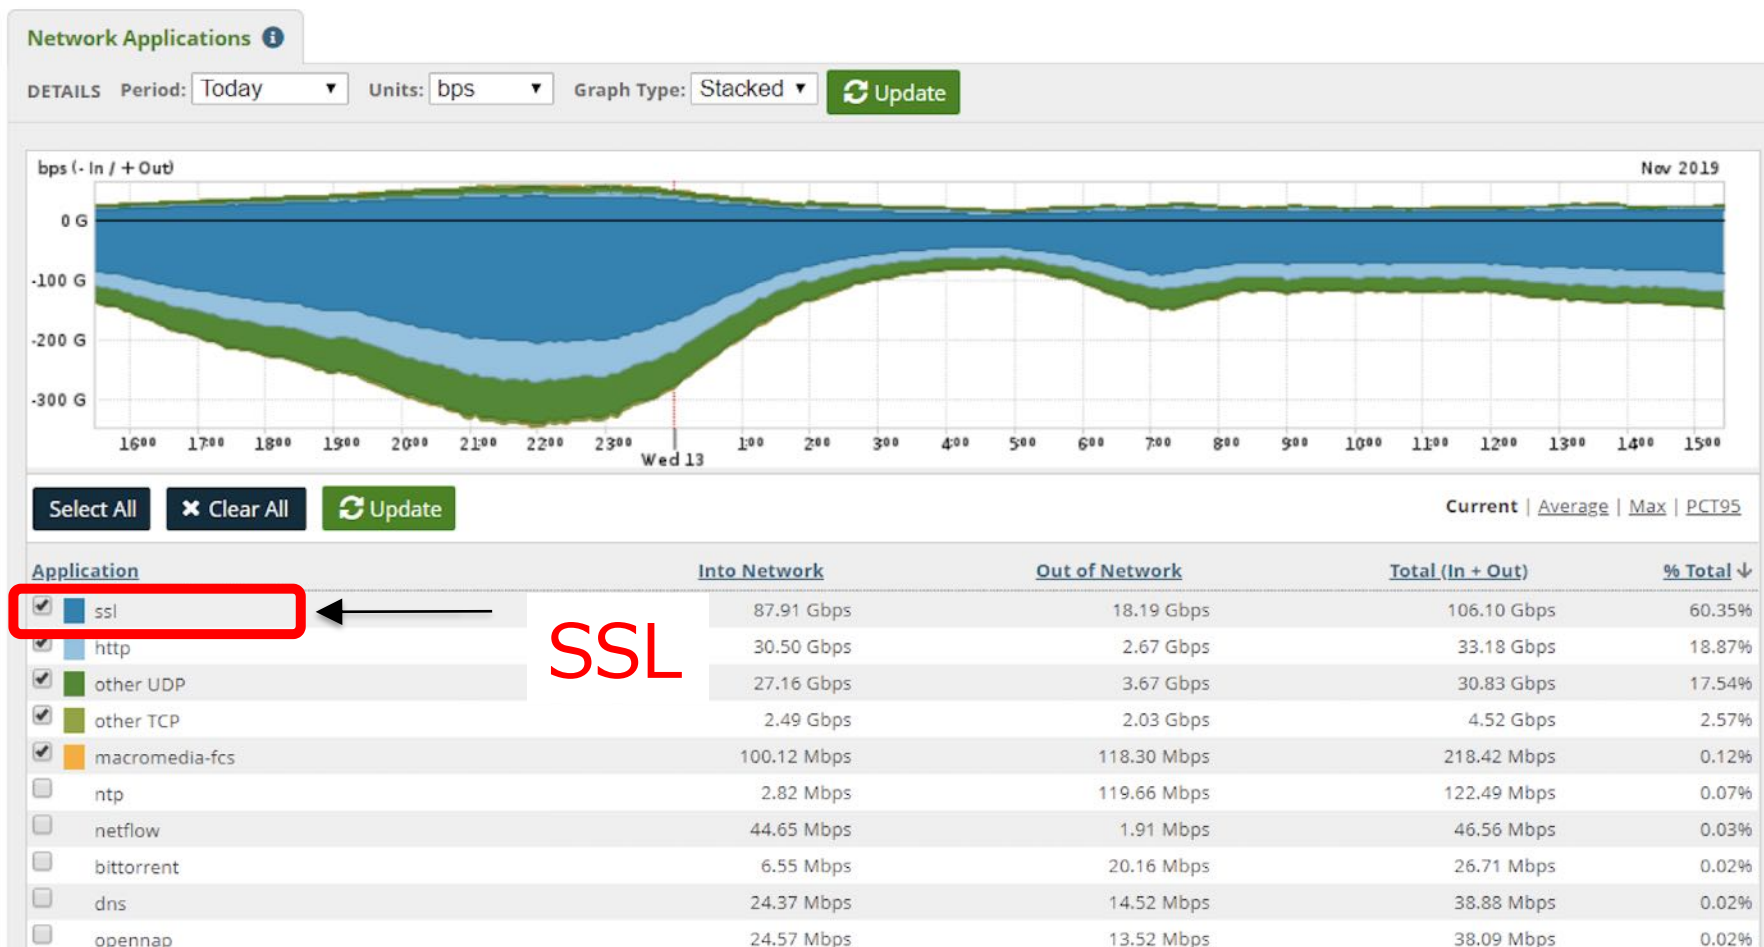 Network Applications i
DETAILS Period: Today Units: bps Graph Type: Stacked Update
bps (- In / + Out) Nov 2019
0 G
-100 G
-200 G
-300 G
16:00 17:00 18:00 19:00 20:00 21:00 22:00 23:00 1:00 2:00 3:00 4:00 5:00 6:00 7:00 8:00 9:00 10:00 11:00 12:00 13:00 14:00 15:00
Wed 13
Select All Clear All Update Current | Average | Max | PCT95
Application Into Network Out of Network Total (In + Out) % Total
ssl 87.91 Gbps 18.19 Gbps 106.10 Gbps 60.35%
SSL
http 30.50 Gbps 2.67 Gbps 33.18 Gbps 18.87%
other UDP 27.16 Gbps 3.67 Gbps 30.83 Gbps 17.54%
other TCP 2.49 Gbps 2.03 Gbps 4.52 Gbps 2.57%
macromedia-fcs 100.12 Mbps 118.30 Mbps 218.42 Mbps 0.12%
ntp 2.82 Mbps 119.66 Mbps 122.49 Mbps 0.07%
netflow 44.65 Mbps 1.91 Mbps 46.56 Mbps 0.03%
bittorrent 6.55 Mbps 20.16 Mbps 26.71 Mbps 0.02%
dns 24.37 Mbps 14.52 Mbps 38.88 Mbps 0.02%
opennap 24.57 Mbps 13.52 Mbps 38.09 Mbps 0.02%